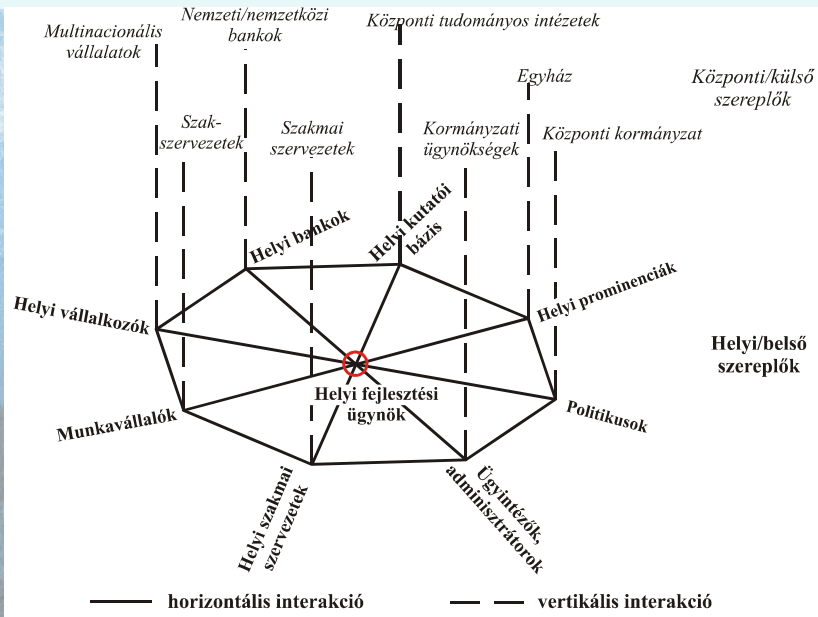 Nemzeti/nemzetközi
bankok
Központi tudományos intézetek
Multinacionális
vállalatok
Egyház
Központi/külső
szereplők
Szak-
szervezetek
Szakmai
szervezetek
Kormányzati
ügynökségek
Központi kormányzat
Helyi bankok
Helyi kutatói
bázis
Helyi vállalkozók
Helyi prominenciák
Helyi/belső
szereplők
Helyi fejlesztési
ügynök
Munkavállalók
Politikusok
Helyi szakmai
szervezetek
Ügyintézők,
adminisztrátorok
horizontális interakció
vertikális interakció